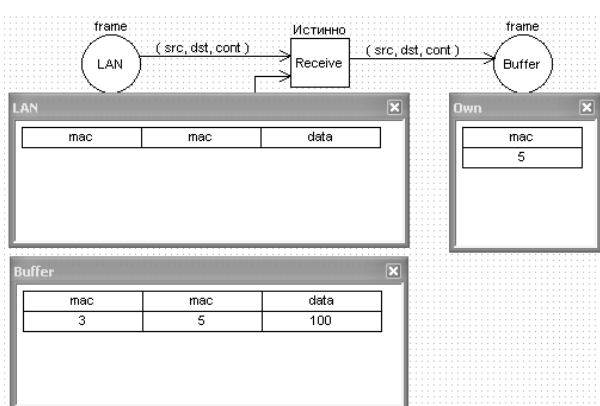 frame
Истинно
frame
LAN
( src, dst, cont )
Receive
( src, dst, cont )
Buffer
LAN
mac mac data
Own
mac
5
Buffer
mac mac data
3 5 100